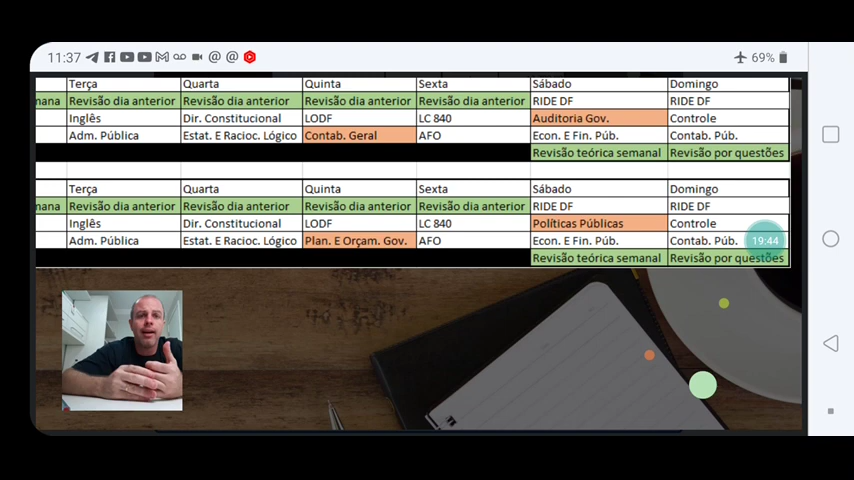 11:37 69%
Terça Quarta Quinta Sexta Sábado Domingo
mana Revisão dia anterior Revisão dia anterior Revisão dia anterior Revisão dia anterior RIDE DF RIDE DF
Inglês Dir. Constitucional LODF LC 840 Auditoria Gov. Controle
Adm. Pública Estat. E Racioc. Lógico Contab. Geral AFO Econ. E Fin. Púb. Contab. Púb.
Revisão teórica semanal Revisão por questões
Terça Quarta Quinta Sexta Sábado Domingo
mana Revisão dia anterior Revisão dia anterior Revisão dia anterior Revisão dia anterior RIDE DF RIDE DF
Inglês Dir. Constitucional LODF LC 840 Políticas Públicas Controle
Adm. Pública Estat. E Racioc. Lógico Plan. E Orçam. Gov. AFO Econ. E Fin. Púb. Contab. Púb. 19:44
Revisão teórica semanal Revisão por questões